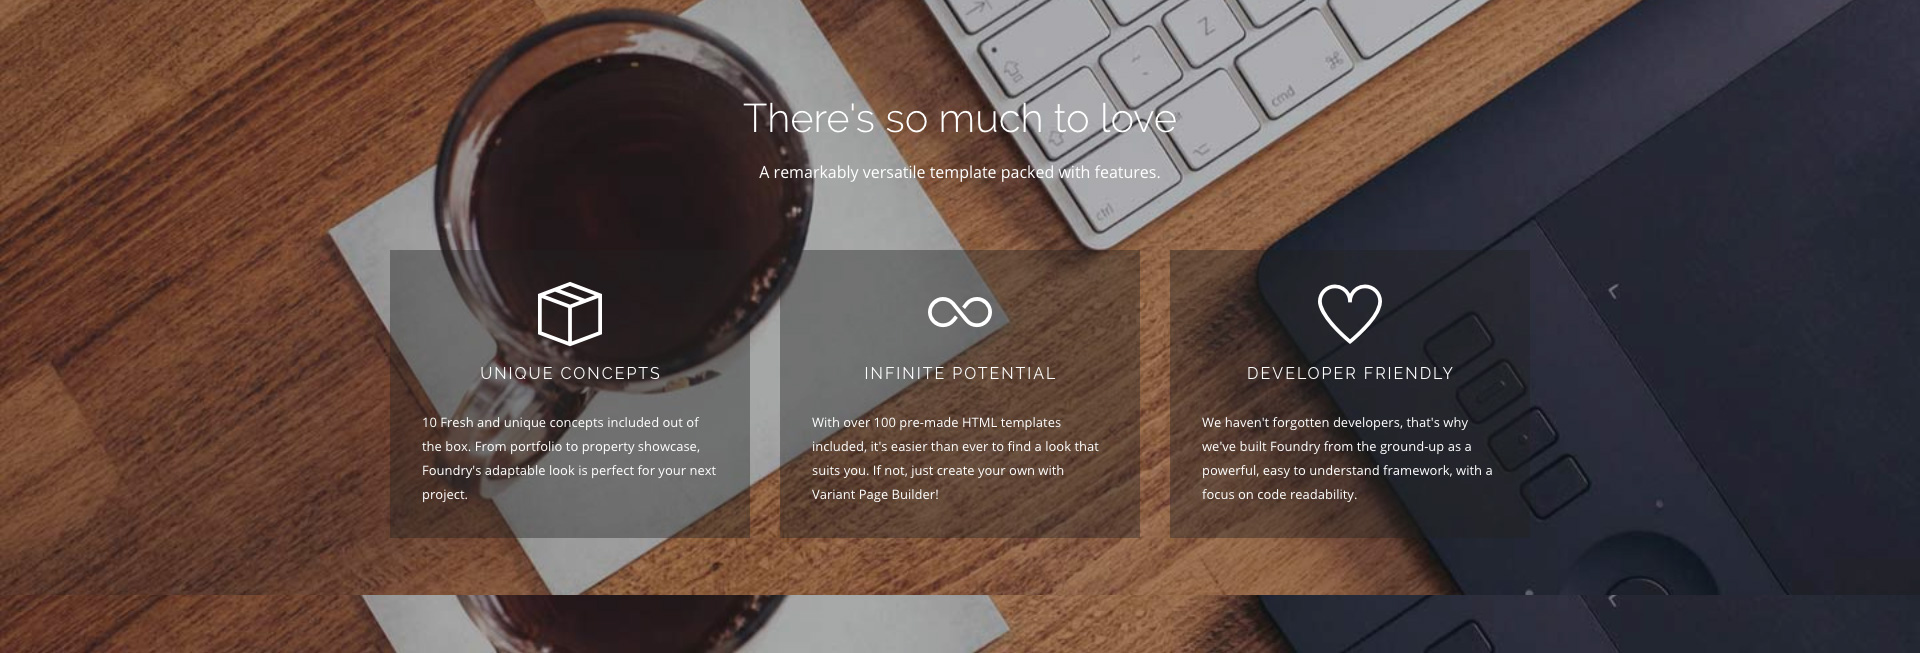 There's so much to love
A remarkably versatile template packed with features.
UNIQUE CONCEPTS
10 Fresh and unique concepts included out of
the box. From portfolio to property showcase,
Foundry's adaptable look is perfect for your next
project.
INFINITE POTENTIAL
With over 100 pre-made HTML templates
included, it's easier than ever to find a look that
suits you. If not, just create your own with
Variant Page Builder!
DEVELOPER FRIENDLY
We haven't forgotten developers, that's why
we've built Foundry from the ground-up as a
powerful, easy to understand framework, with a
focus on code readability.
Z
cmd
ctrl